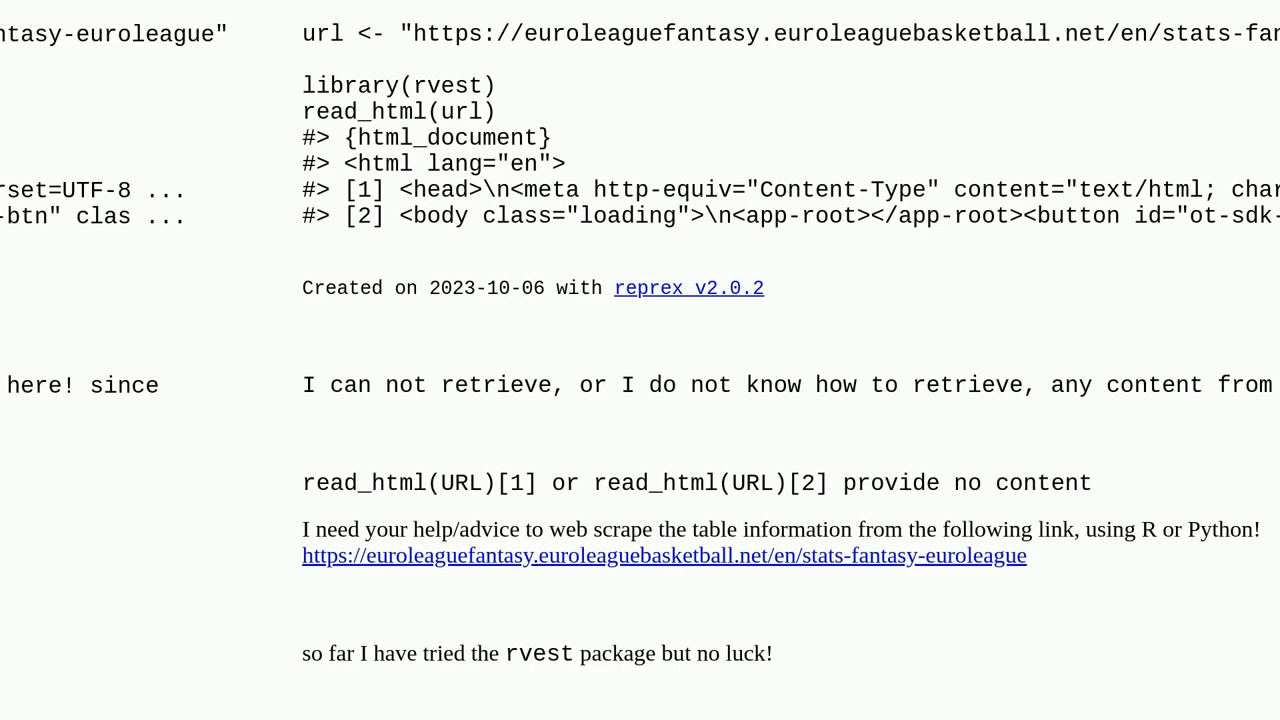 ntasy-euroleague"
rset=UTF-8 ...
-btn" clas ...
here! since
url <- "https://euroleaguefantasy.euroleaguebasketball.net/en/stats-fan
library(rvest)
read_html(url)
#> {html_document}
#> <html lang="en">
#> [1] <head>\n<meta http-equiv="Content-Type" content="text/html; char
#> [2] <body class="loading">\n<app-root></app-root><button id="ot-sdk-
Created on 2023-10-06 with reprex v2.0.2
I can not retrieve, or I do not know how to retrieve, any content from
read_html(URL)[1] or read_html(URL)[2] provide no content
I need your help/advice to web scrape the table information from the following link, using R or Python!
https://euroleaguefantasy.euroleaguebasketball.net/en/stats-fantasy-euroleague
so far I have tried the rvest package but no luck!